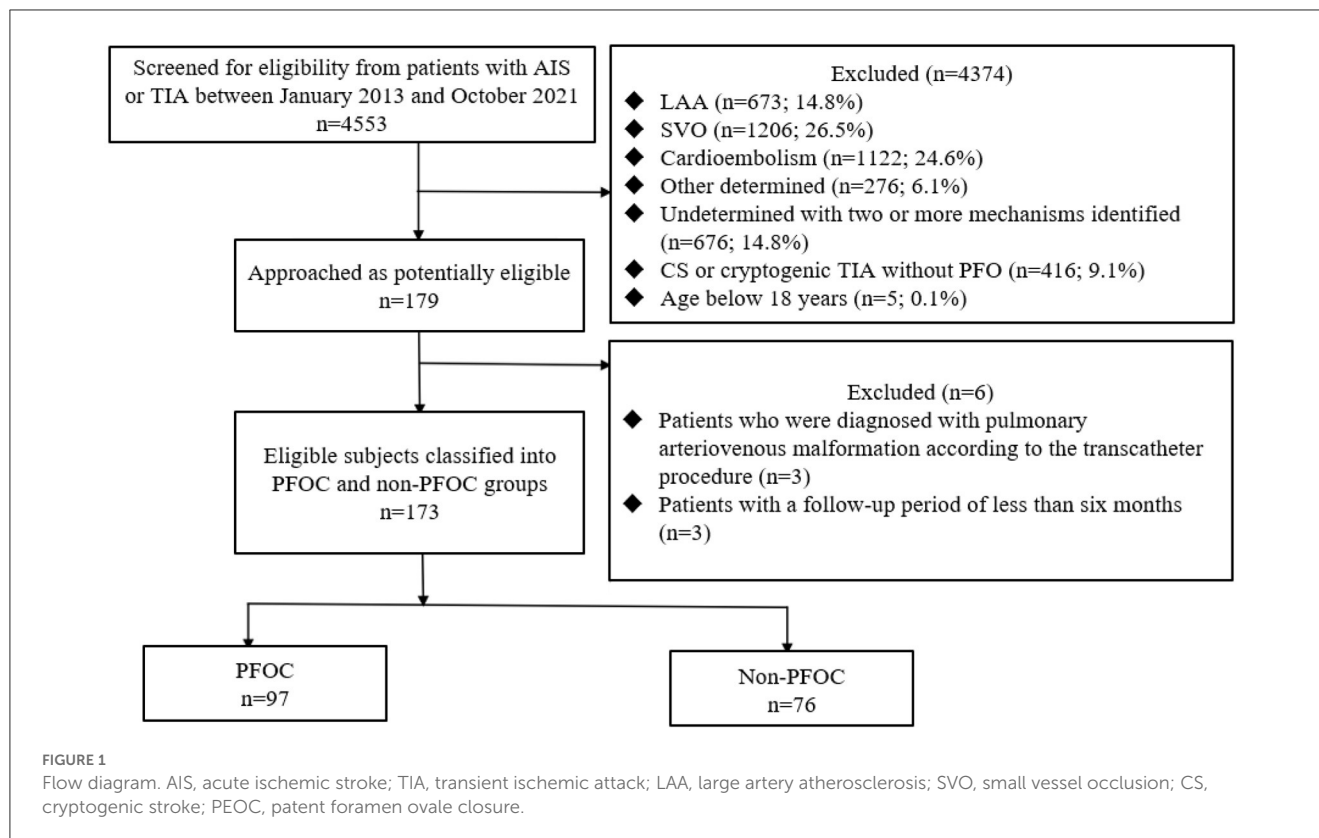 Screened for eligibility from patients with AIS
or TIA between January 2013 and October 2021
n=4553
Excluded (n=4374)
◆ LAA (n=673; 14.8%)
◆ SVO (n=1206; 26.5%)
◆ Cardioembolism (n=1122; 24.6%)
◆ Other determined (n=276; 6.1%)
◆ Undetermined with two or more mechanisms identified
(n=676; 14.8%)
◆ CS or cryptogenic TIA without PFO (n=416; 9.1%)
◆ Age below 18 years (n=5; 0.1%)
Approached as potentially eligible
n=179
Excluded (n=6)
◆ Patients who were diagnosed with pulmonary
arteriovenous malformation according to the transcatheter
procedure (n=3)
◆ Patients with a follow-up period of less than six months
(n=3)
Eligible subjects classified into
PFOC and non-PFOC groups
n=173
PFOC
n=97
Non-PFOC
n=76
FIGURE 1
Flow diagram. AIS, acute ischemic stroke; TIA, transient ischemic attack; LAA, large artery atherosclerosis; SVO, small vessel occlusion; CS,
cryptogenic stroke; PEOC, patent foramen ovale closure.